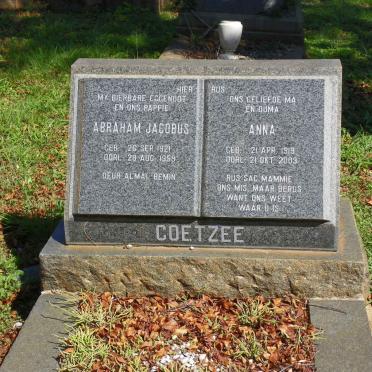 HIER RUS
MY DIERBARE EGGENOOT
EN ONS PAPPIE
ABRAHAM JACOBUS
GEB. 26 SEP. 1921
OORL. 28 AUG. 1959
DEUR ALMAL BEMIN
ONS GELIEFDE MA
EN OUMA
ANNA
GEB. 21 APR. 1919
OORL. 21 OKT. 2003
RUS SAG MAMMIE
ONS MIS, MAAR BERUS
WANT ONS WEET
WAAR U IS
COETZEE